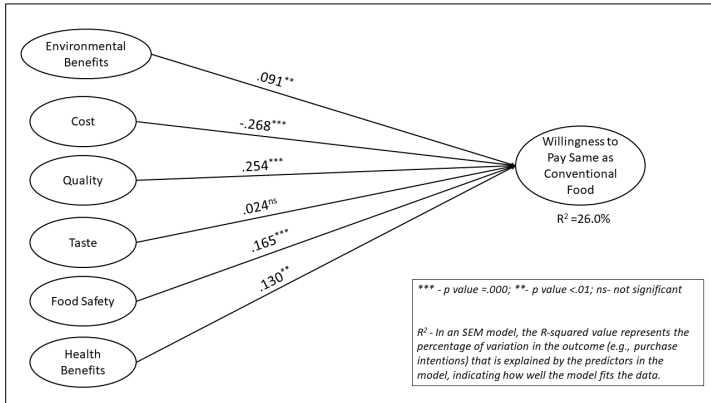 Environmental
Benefits
.091**
Cost
-.268***
Quality
.254***
Taste
.024ns
Food Safety
.165***
Health
Benefits
.130**
Willingness to
Pay Same as
Conventional
Food
R² =26.0%
*** - p value =.000; **- p value <.01; ns- not significant
R² - In an SEM model, the R-squared value represents the
percentage of variation in the outcome (e.g., purchase
intentions) that is explained by the predictors in the
model, indicating how well the model fits the data.